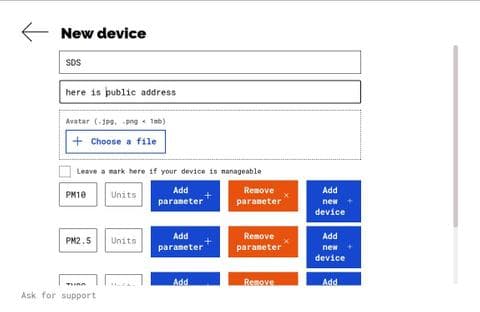 New device
SDS
here is public address
Avatar (.jpg, .png < 1mb)
+ Choose a file
Leave a mark here if your device is manageable
PM10 Units Add parameter + Remove parameter × Add new device +
PM2.5 Units Add parameter + Remove parameter × Add new device +
Units Add Remove Add
Ask for support